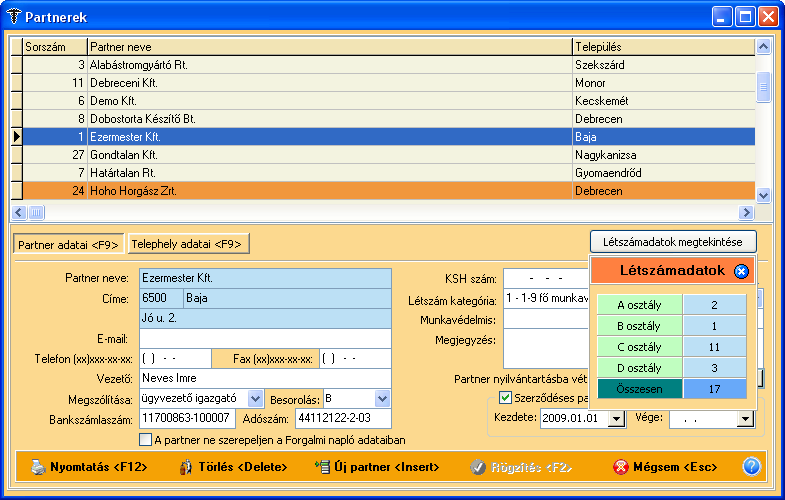 Partnerek
Sorszám Partner neve Település
3 Alabástromgyártó Rt. Szekszárd
11 Debreceni Kft. Monor
6 Demo Kft. Kecskemét
8 Dobostorta Készítő Bt. Debrecen
1 Ezermester Kft. Baja
27 Gondtalan Kft. Nagykanizsa
7 Határtalan Rt. Gyomaendrőd
24 Hoho Horgász Zrt. Debrecen
Partner adatai <F9> Telephely adatai <F9> Létszámadatok megtekintése
Létszámadatok
A osztály 2
B osztály 1
C osztály 11
D osztály 3
Összesen 17
Partner neve: Ezermester Kft.
Címe: 6500 Baja
Jó u. 2.
E-mail:
Telefon (xx)xxx-xx-xx: ( ) - - Fax (xx)xxx-xx-xx: ( ) - -
Vezető: Neves Imre
Megszólítása: ügyvezető igazgató Besorolás: B
Bankszámlaszám: 11700863-100007 Adószám: 44112122-2-03
A partner ne szerepeljen a Forgalmi napló adataiban
KSH szám: - - -
Létszám kategória: 1 - 1-9 fő munkav
Munkavédelmis:
Megjegyzés:
Partner nyilvántartásba vét
Szerződéses pa
Kezdete: 2009.01.01 Vége: . .
Nyomtatás <F12> Törlés <Delete> Új partner <Insert> Rögzítés <F2> Mégsem <Esc>